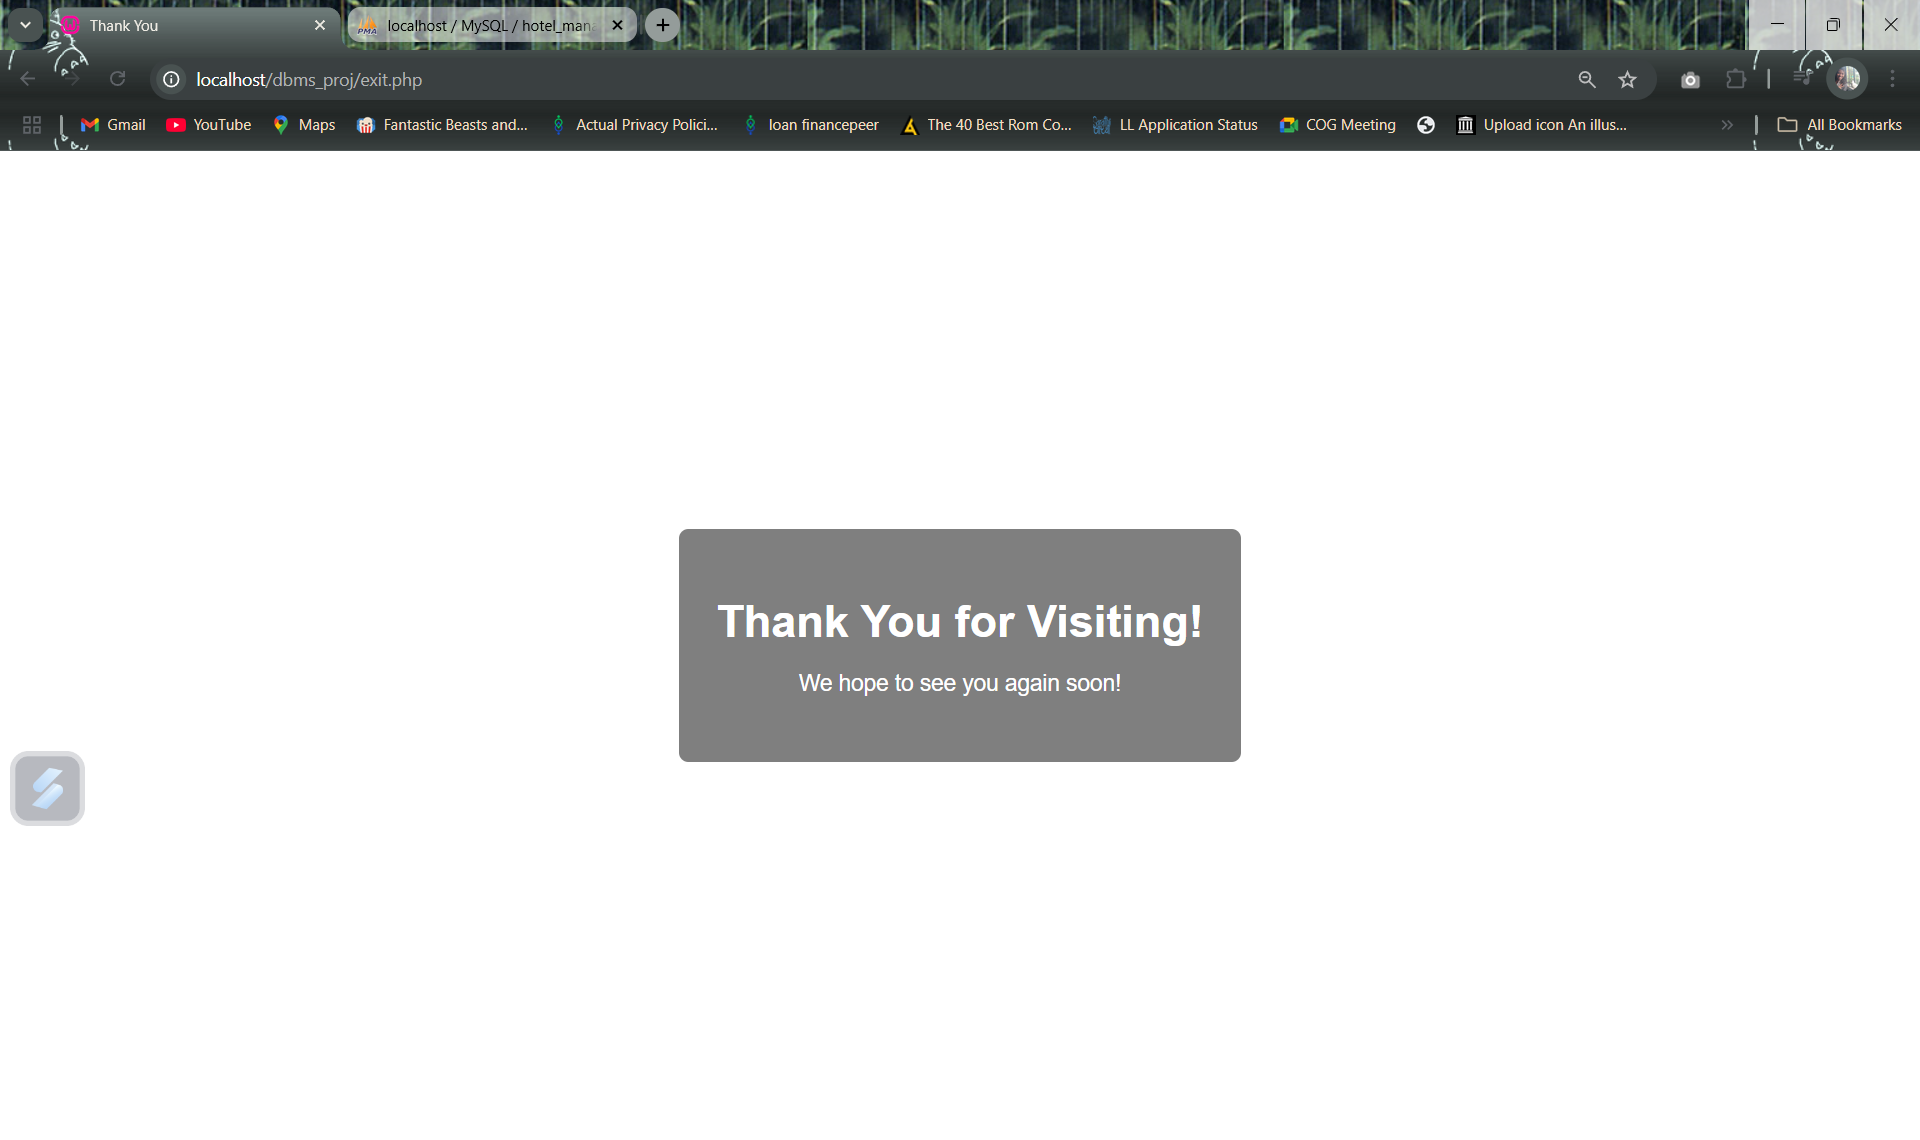 Thank You
localhost / MySQL / hotel_mana
localhost/dbms_proj/exit.php
Gmail
YouTube
Maps
Fantastic Beasts and...
Actual Privacy Polici...
loan financepeer
The 40 Best Rom Co...
LL Application Status
COG Meeting
Upload icon An illus...
All Bookmarks
Thank You for Visiting!
We hope to see you again soon!